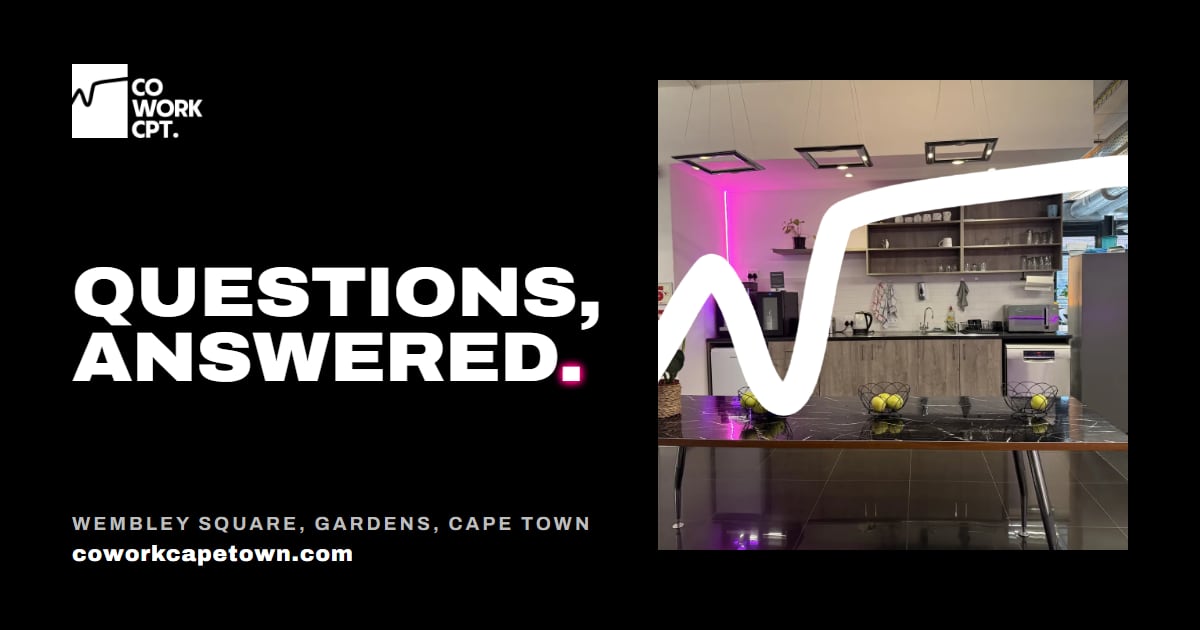 CO
WORK
CPT.
QUESTIONS,
ANSWERED.
WEMBLEY SQUARE, GARDENS, CAPE TOWN
coworkcapetown.com